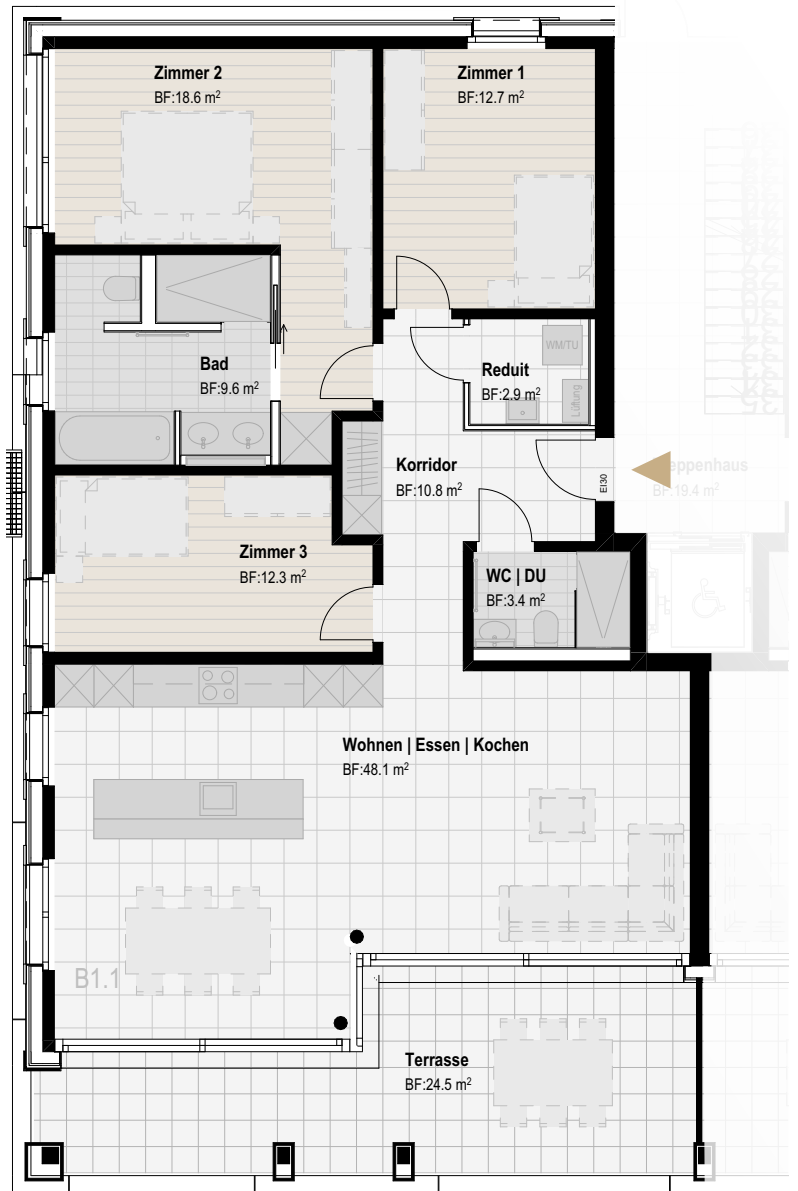 Zimmer 2
BF:18.6 m²
Zimmer 1
BF:12.7 m²
Bad
BF:9.6 m²
Reduit
BF:2.9 m²
WM/TU
Lüftung
Korridor
BF:10.8 m²
EI30
eppenhaus
BF:19.4 m²
Zimmer 3
BF:12.3 m²
WC | DU
BF:3.4 m²
Wohnen | Essen | Kochen
BF:48.1 m²
B1.1
Terrasse
BF:24.5 m²